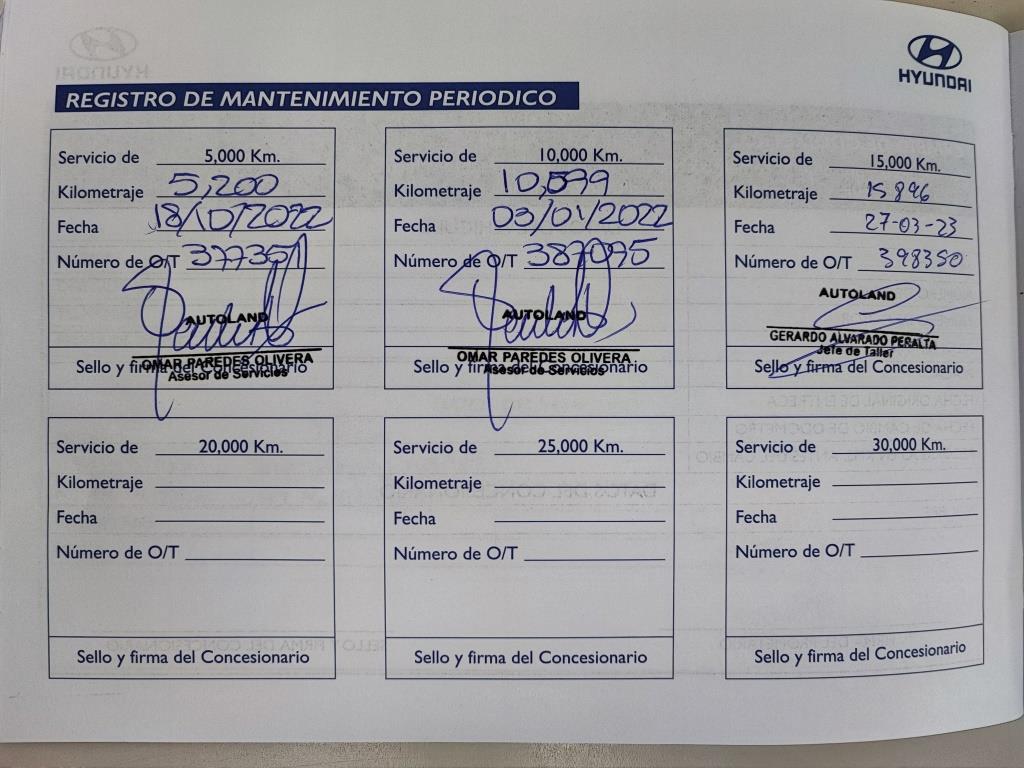 HYUNDAI
REGISTRO DE MANTENIMIENTO PERIODICO
Servicio de 5,000 Km.
Kilometraje 5,200
Fecha 18/10/2022
Número de O/T 377351
AUTOLAND
OMAR PAREDES OLIVERA
Asesor de Servicios
Sello y firma del Concesionario
Servicio de 10,000 Km.
Kilometraje 10,599
Fecha 03/01/2022
Número de O/T 387095
AUTOLAND
OMAR PAREDES OLIVERA
Asesor de Servicios
Sello y firma del Concesionario
Servicio de 15,000 Km.
Kilometraje 15,896
Fecha 27-03-23
Número de O/T 398350
AUTOLAND
GERARDO ALVARADO PERALTA
Jefe de Taller
Sello y firma del Concesionario
Servicio de 20,000 Km.
Kilometraje
Fecha
Número de O/T
Sello y firma del Concesionario
Servicio de 25,000 Km.
Kilometraje
Fecha
Número de O/T
Sello y firma del Concesionario
Servicio de 30,000 Km.
Kilometraje
Fecha
Número de O/T
Sello y firma del Concesionario